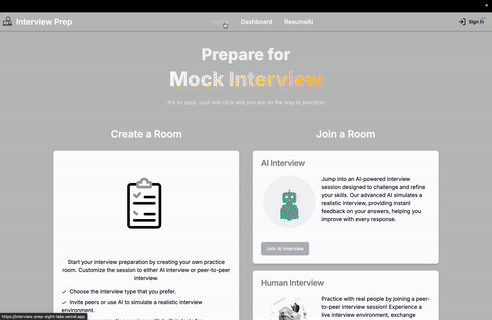 Interview Prep
Home
Dashboard
ResumeAI
Sign In
Prepare for
Mock Interview
It's so easy. Just one click and you are on the way to practice!
Create a Room
Join a Room
Start your interview preparation by creating your own practice
room. Customize the session to either AI interview or peer-to-peer
interview.
Choose the interview type that you prefer.
Invite peers or use AI to simulate a realistic interview
environment.
AI Interview
Jump into an AI-powered interview
session designed to challenge and refine
your skills. Our advanced AI simulates a
realistic interview, providing instant
feedback on your answers, helping you
improve with every response.
Join AI Interview
Human Interview
Practice with real people by joining a peer-
to-peer interview session! Experience a
live interview environment, exchange
https://interview-prep-eight-lake.vercel.app